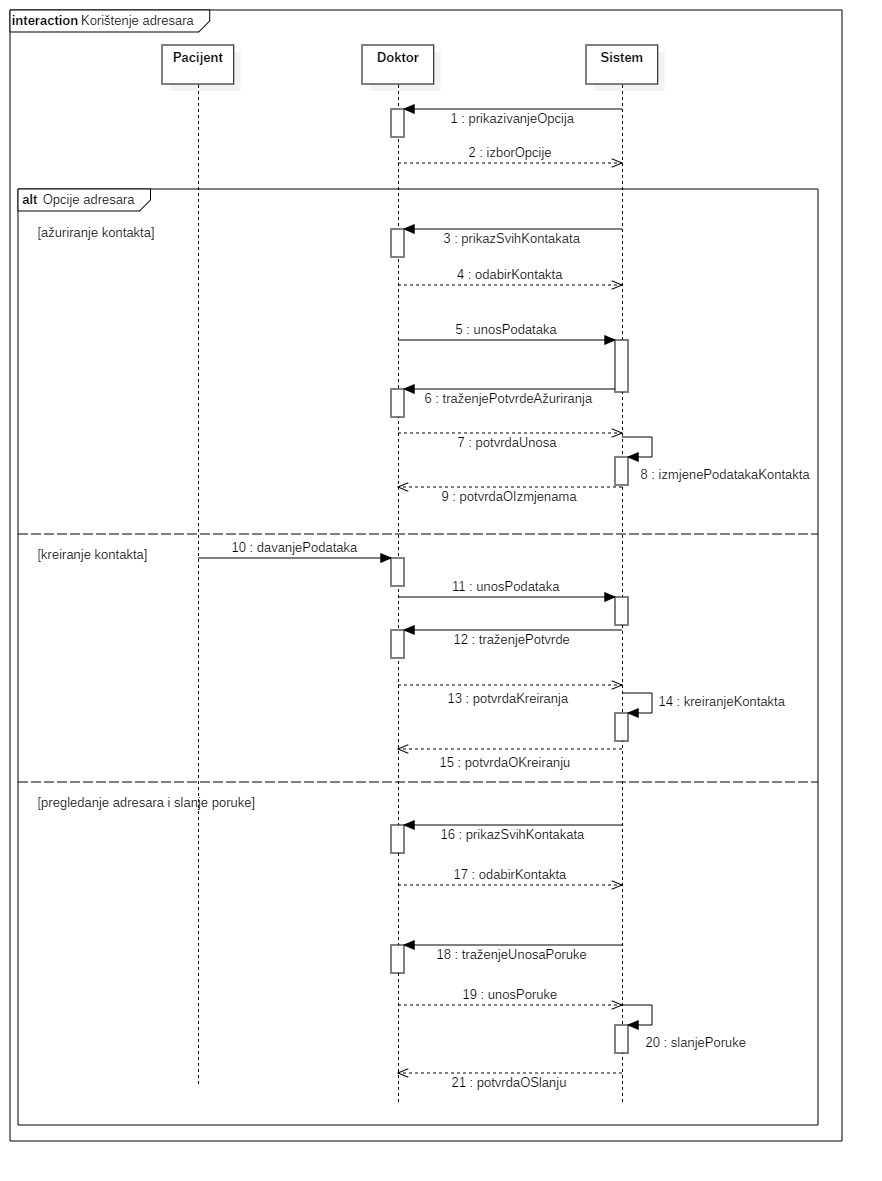 interaction Korištenje adresara
Pacijent
Doktor
Sistem
1 : prikazivanjeOpcija
2 : izborOpcije
alt Opcije adresara
[ažuriranje kontakta]
3 : prikazSvihKontakata
4 : odabirKontakta
5 : unosPodataka
6 : traženjePotvrdeAžuriranja
7 : potvrdaUnosa
8 : izmjenePodatakaKontakta
9 : potvrdaOIzmjenama
[kreiranje kontakta]
10 : davanjePodataka
11 : unosPodataka
12 : traženjePotvrde
13 : potvrdaKreiranja
14 : kreiranjeKontakta
15 : potvrdaOKreiranju
[pregledanje adresara i slanje poruke]
16 : prikazSvihKontakata
17 : odabirKontakta
18 : traženjeUnosaPoruke
19 : unosPoruke
20 : slanjePoruke
21 : potvrdaOSlanju